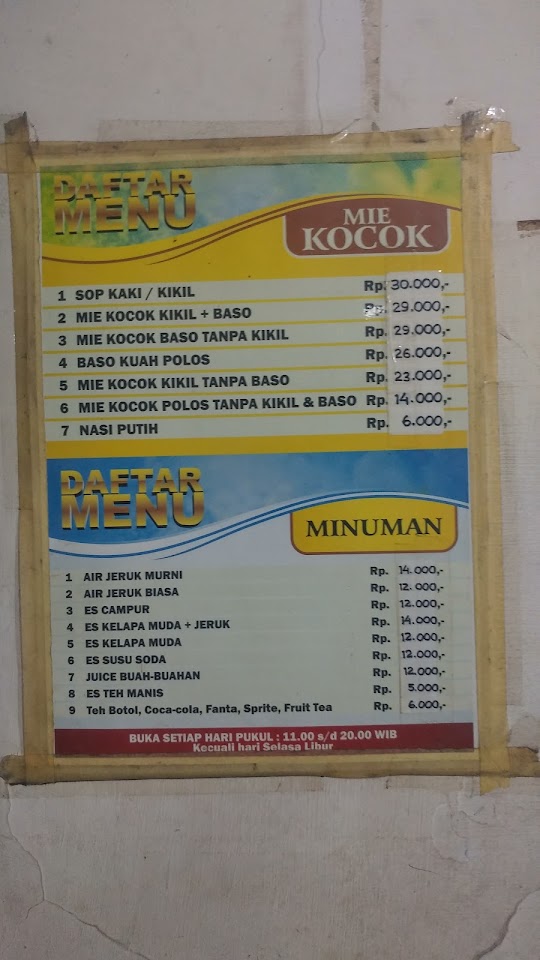 DAFTAR
MENU
MIE
KOCOK
1 SOP KAKI / KIKIL Rp. 30.000,-
2 MIE KOCOK KIKIL + BASO Rp. 29.000,-
3 MIE KOCOK BASO TANPA KIKIL Rp. 29.000,-
4 BASO KUAH POLOS Rp. 26.000,-
5 MIE KOCOK KIKIL TANPA BASO Rp. 23.000,-
6 MIE KOCOK POLOS TANPA KIKIL & BASO Rp. 14.000,-
7 NASI PUTIH Rp. 6.000,-
DAFTAR
MENU
MINUMAN
1 AIR JERUK MURNI Rp. 14.000,-
2 AIR JERUK BIASA Rp. 12.000,-
3 ES CAMPUR Rp. 12.000,-
4 ES KELAPA MUDA + JERUK Rp. 14.000,-
5 ES KELAPA MUDA Rp. 12.000,-
6 ES SUSU SODA Rp. 12.000,-
7 JUICE BUAH-BUAHAN Rp. 12.000,-
8 ES TEH MANIS Rp. 5.000,-
9 Teh Botol, Coca-cola, Fanta, Sprite, Fruit Tea Rp. 6.000,-
BUKA SETIAP HARI PUKUL : 11.00 s/d 20.00 WIB
Kecuali hari Selasa Libur